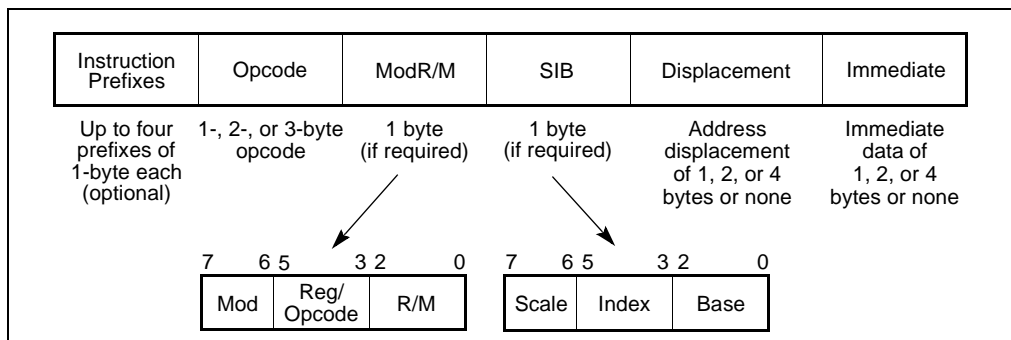 Instruction Prefixes
Opcode
ModR/M
SIB
Displacement
Immediate
Up to four
prefixes of
1-byte each
(optional)
1-, 2-, or 3-byte
opcode
1 byte
(if required)
1 byte
(if required)
Address
displacement
of 1, 2, or 4
bytes or none
Immediate
data of
1, 2, or 4
bytes or none
7 6 5 3 2 0
Mod
Reg/
Opcode
R/M
7 6 5 3 2 0
Scale
Index
Base